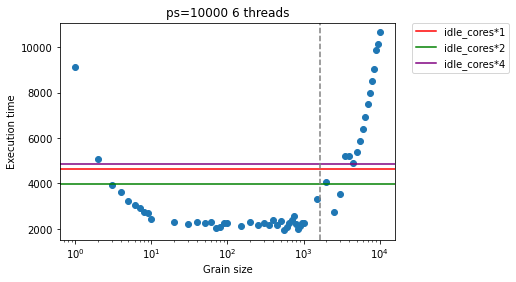 ps=10000 6 threads
idle_cores*1
idle_cores*2
idle_cores*4
Execution time
10000
8000
6000
4000
2000
10^0
10^1
10^2
10^3
10^4
Grain size